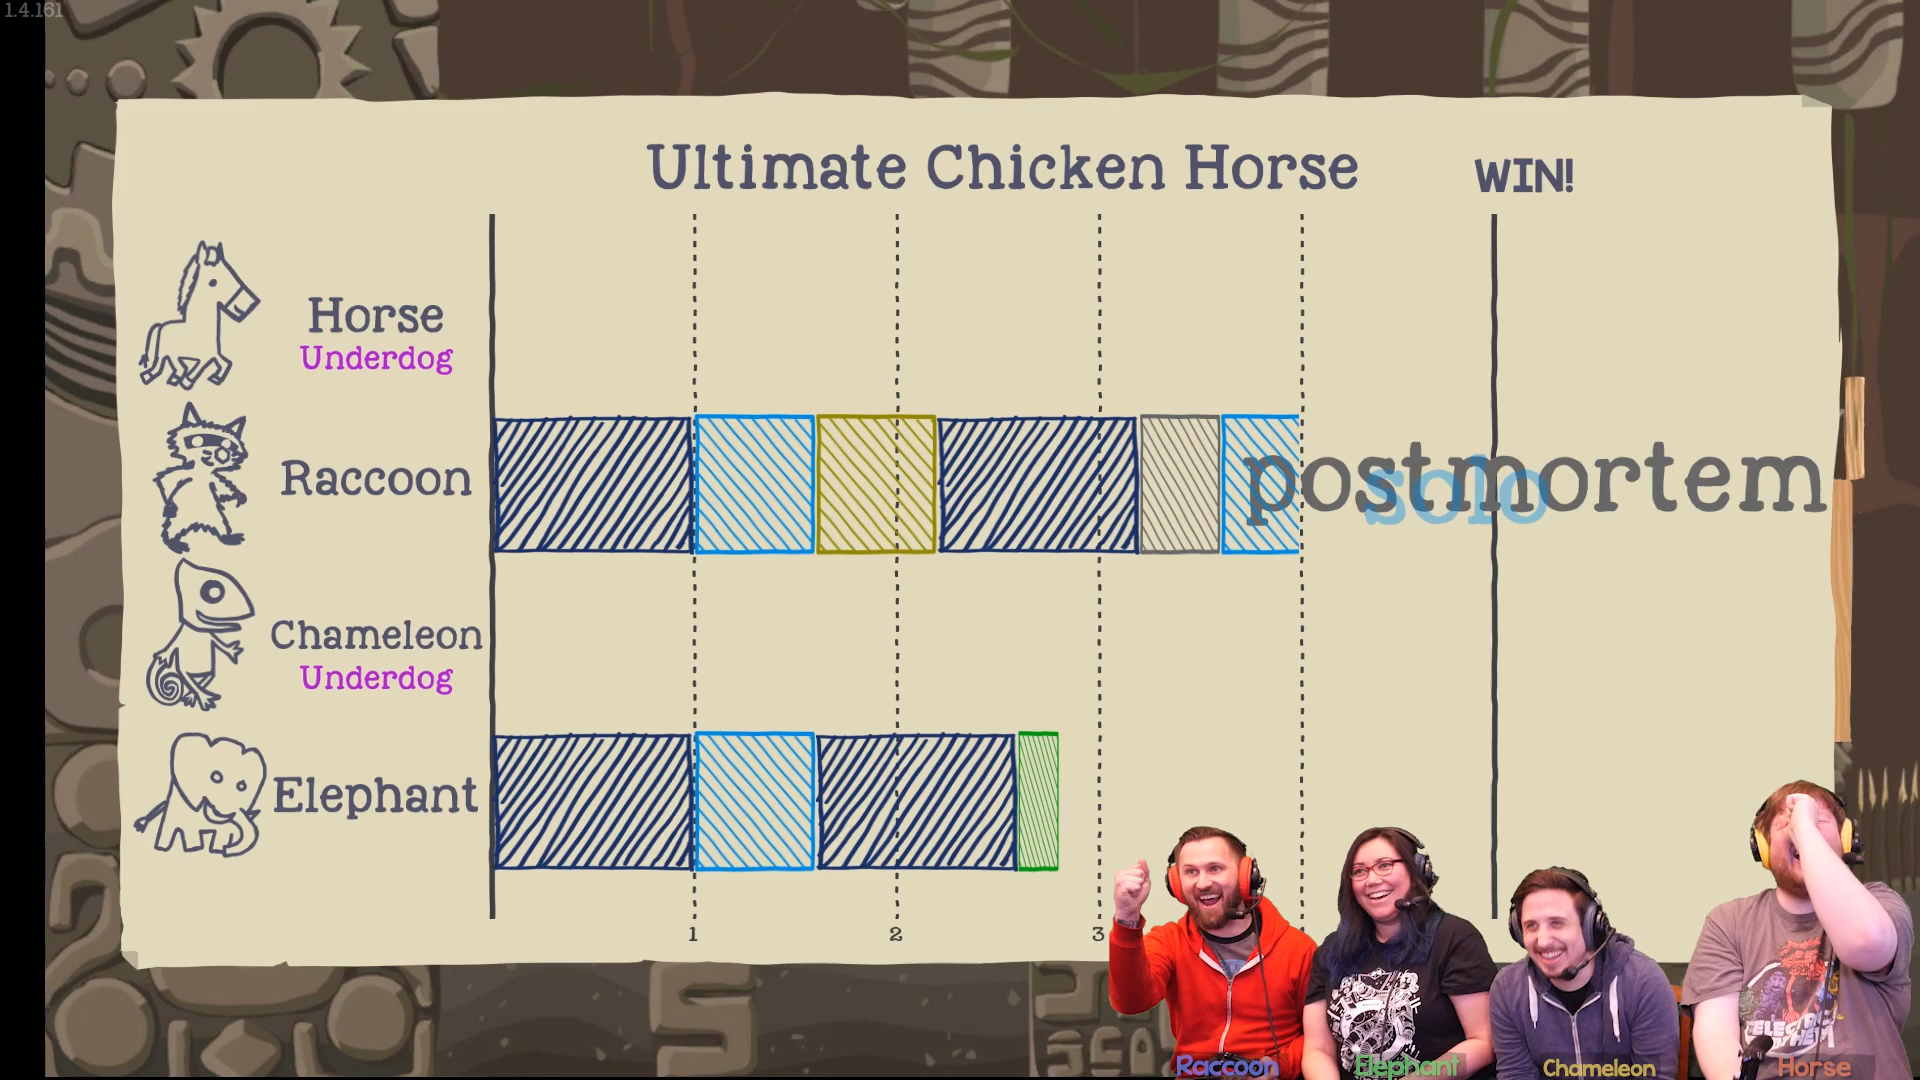 1.4.161
Ultimate Chicken Horse
WIN!
Horse
Underdog
Raccoon
postmortem
solo
Chameleon
Underdog
Elephant
1
2
3
Raccoon
Elephant
Chameleon
Horse